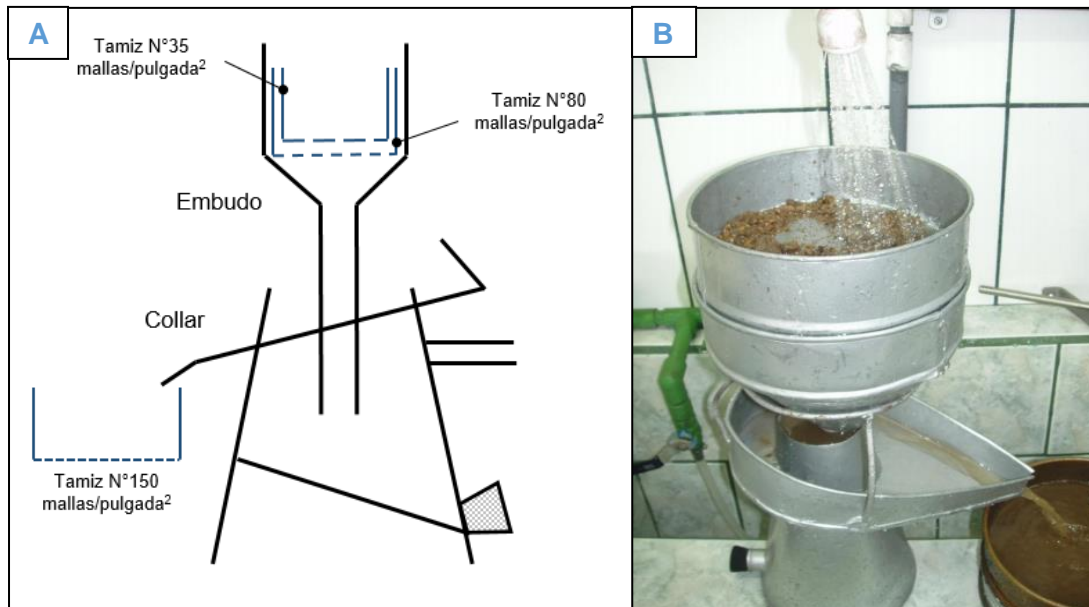 A
Tamiz N°35
mallas/pulgada²
Tamiz N°80
mallas/pulgada²
Embudo
Collar
Tamiz N°150
mallas/pulgada²
B